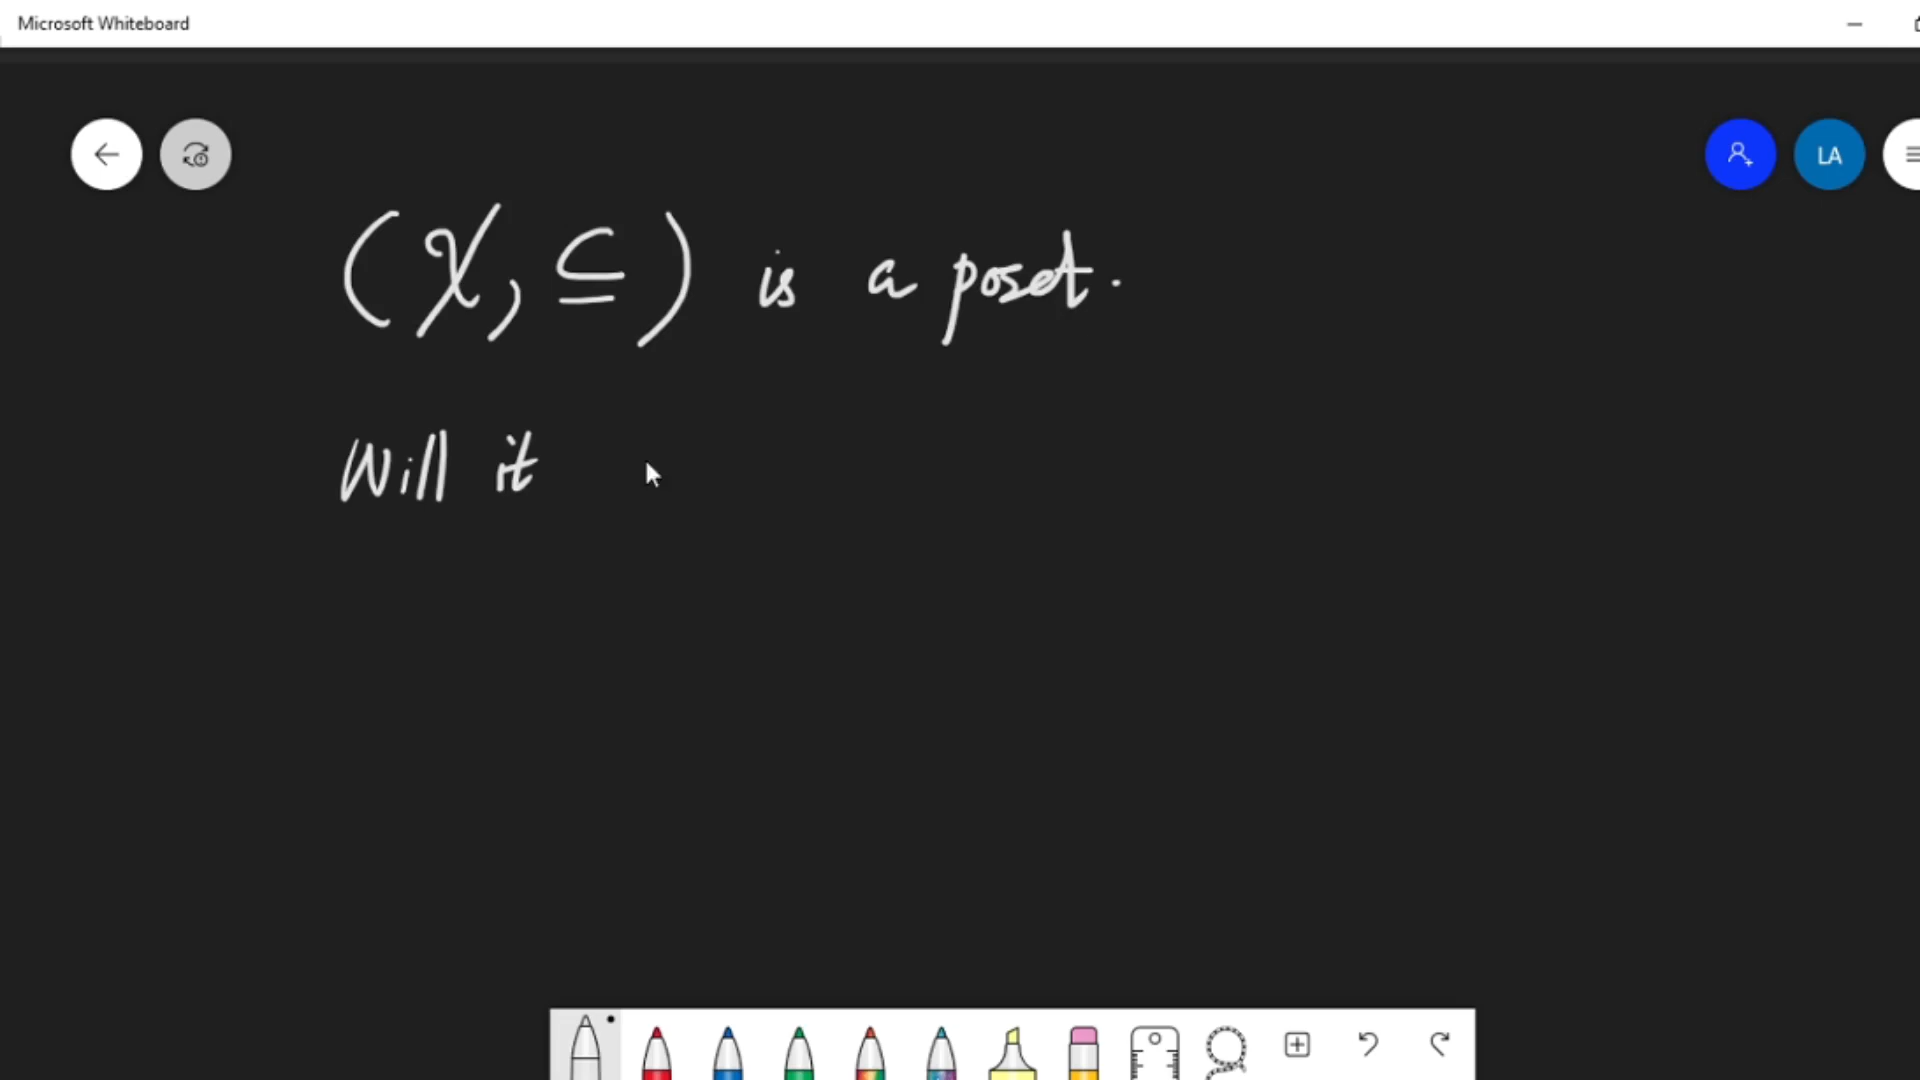 Microsoft Whiteboard
LA
(𝒳, ⊆) is a poset.
Will it